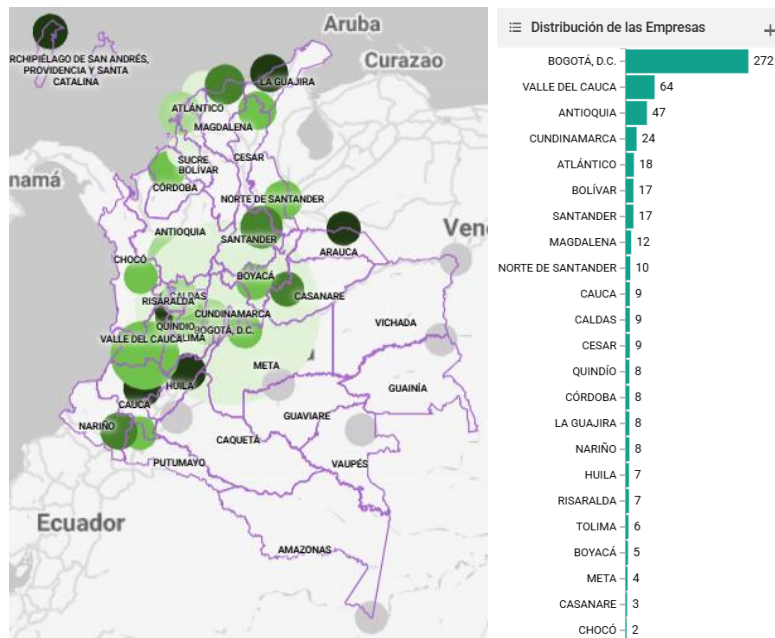 Aruba
Curazao
RCHIPIÉLAGO DE SAN ANDRÉS,
PROVIDENCIA Y SANTA
CATALINA
LA GUAJIRA
ATLÁNTICO
MAGDALENA
CESAR
SUCRE
BOLÍVAR
CÓRDOBA
namá
NORTE DE SANTANDER
ANTIOQUIA
SANTANDER
Ven
ARAUCA
CHOCÓ
BOYACÁ
CALDAS
RISARALDA
CASANARE
CUNDINAMARCA
VICHADA
QUINDÍO
BOGOTÁ, D.C.
VALLE DEL CAUCA
LIMA
META
HUILA
GUAINÍA
CAUCA
GUAVIARE
NARIÑO
CAQUETÁ
PUTUMAYO
VAUPÉS
Ecuador
AMAZONAS
Distribución de las Empresas +
BOGOTÁ, D.C. 272
VALLE DEL CAUCA 64
ANTIOQUIA 47
CUNDINAMARCA 24
ATLÁNTICO 18
BOLÍVAR 17
SANTANDER 17
MAGDALENA 12
NORTE DE SANTANDER 10
CAUCA 9
CALDAS 9
CESAR 9
QUINDÍO 8
CÓRDOBA 8
LA GUAJIRA 8
NARIÑO 8
HUILA 7
RISARALDA 7
TOLIMA 6
BOYACÁ 5
META 4
CASANARE 3
CHOCÓ 2